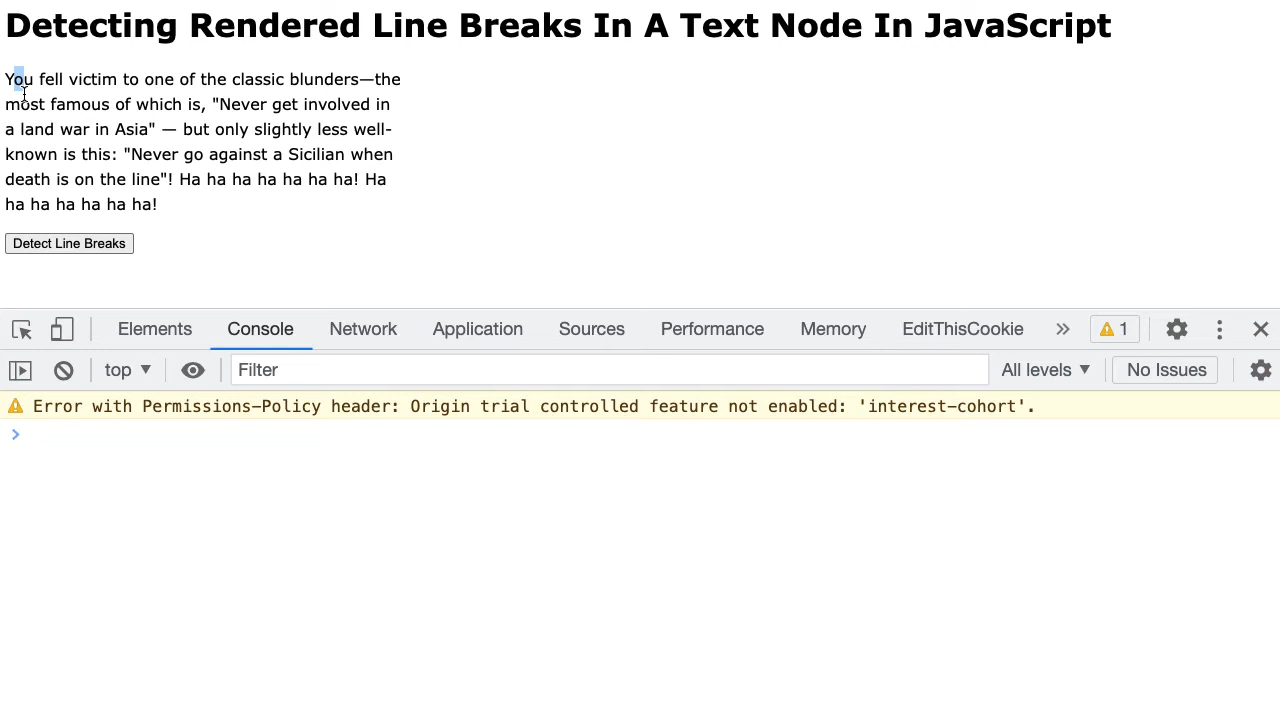 Detecting Rendered Line Breaks In A Text Node In JavaScript
You fell victim to one of the classic blunders—the
most famous of which is, "Never get involved in
a land war in Asia" — but only slightly less well-
known is this: "Never go against a Sicilian when
death is on the line"! Ha ha ha ha ha ha ha! Ha
ha ha ha ha ha ha!
Detect Line Breaks
Elements Console Network Application Sources Performance Memory EditThisCookie » 1
top ▼ Filter All levels ▼ No Issues
Error with Permissions-Policy header: Origin trial controlled feature not enabled: 'interest-cohort'.
>